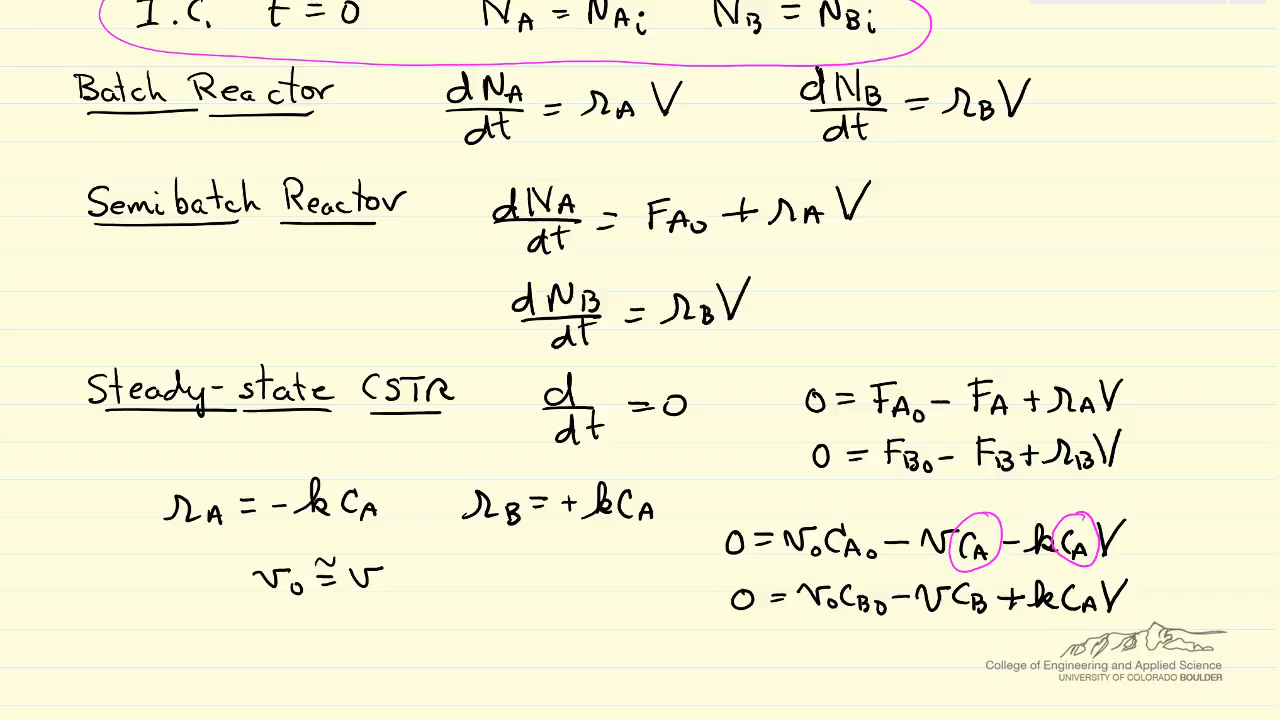 I.C. t = 0 N_A = N_Ai N_B = N_Bi
Batch Reactor dN_A/dt = r_A V dN_B/dt = r_B V
Semibatch Reactor dN_A/dt = F_A0 + r_A V
dN_B/dt = r_B V
Steady-state CSTR d/dt = 0 0 = F_A0 - F_A + r_A V
0 = F_B0 - F_B + r_B V
r_A = -k C_A r_B = +k C_A
0 = v_0 C_A0 - v C_A - k C_A V
v_0 ≅ v
0 = v_0 C_B0 - v C_B + k C_A V
College of Engineering and Applied Science
UNIVERSITY OF COLORADO BOULDER